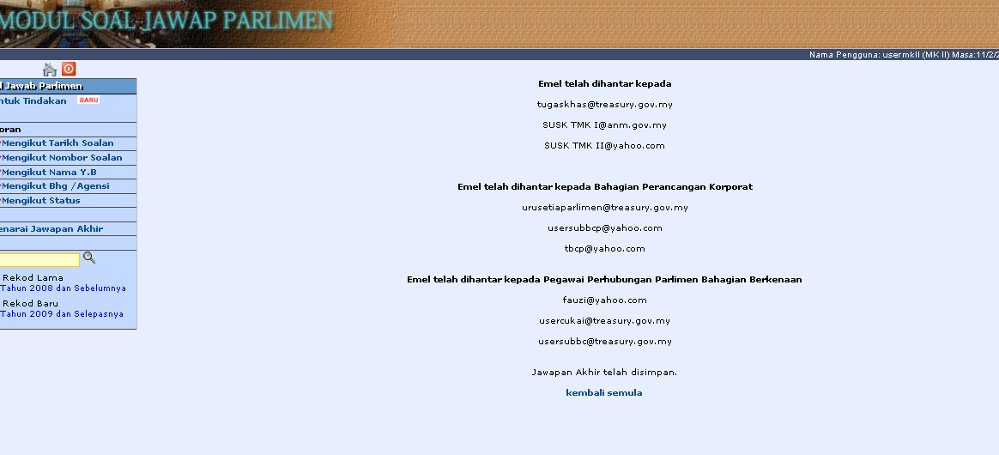 MODUL SOAL JAWAP PARLIMEN
Nama Pengguna: usermkII (MK II) Masa:11/2/2
Jawab Parlimen
ntuk Tindakan BARU
oran
Mengikut Tarikh Soalan
Mengikut Nombor Soalan
Mengikut Nama Y.B
Mengikut Bhg /Agensi
Mengikut Status
enarai Jawapan Akhir
Rekod Lama
Tahun 2008 dan Sebelumnya
Rekod Baru
Tahun 2009 dan Selepasnya
Emel telah dihantar kepada
tugaskhas@treasury.gov.my
SUSK TMK I@anm.gov.my
SUSK TMK II@yahoo.com
Emel telah dihantar kepada Bahagian Perancangan Korporat
urusetiaparlimen@treasury.gov.my
usersubbcp@yahoo.com
tbcp@yahoo.com
Emel telah dihantar kepada Pegawai Perhubungan Parlimen Bahagian Berkenaan
fauzi@yahoo.com
usercukai@treasury.gov.my
usersubbc@treasury.gov.my
Jawapan Akhir telah disimpan.
kembali semula